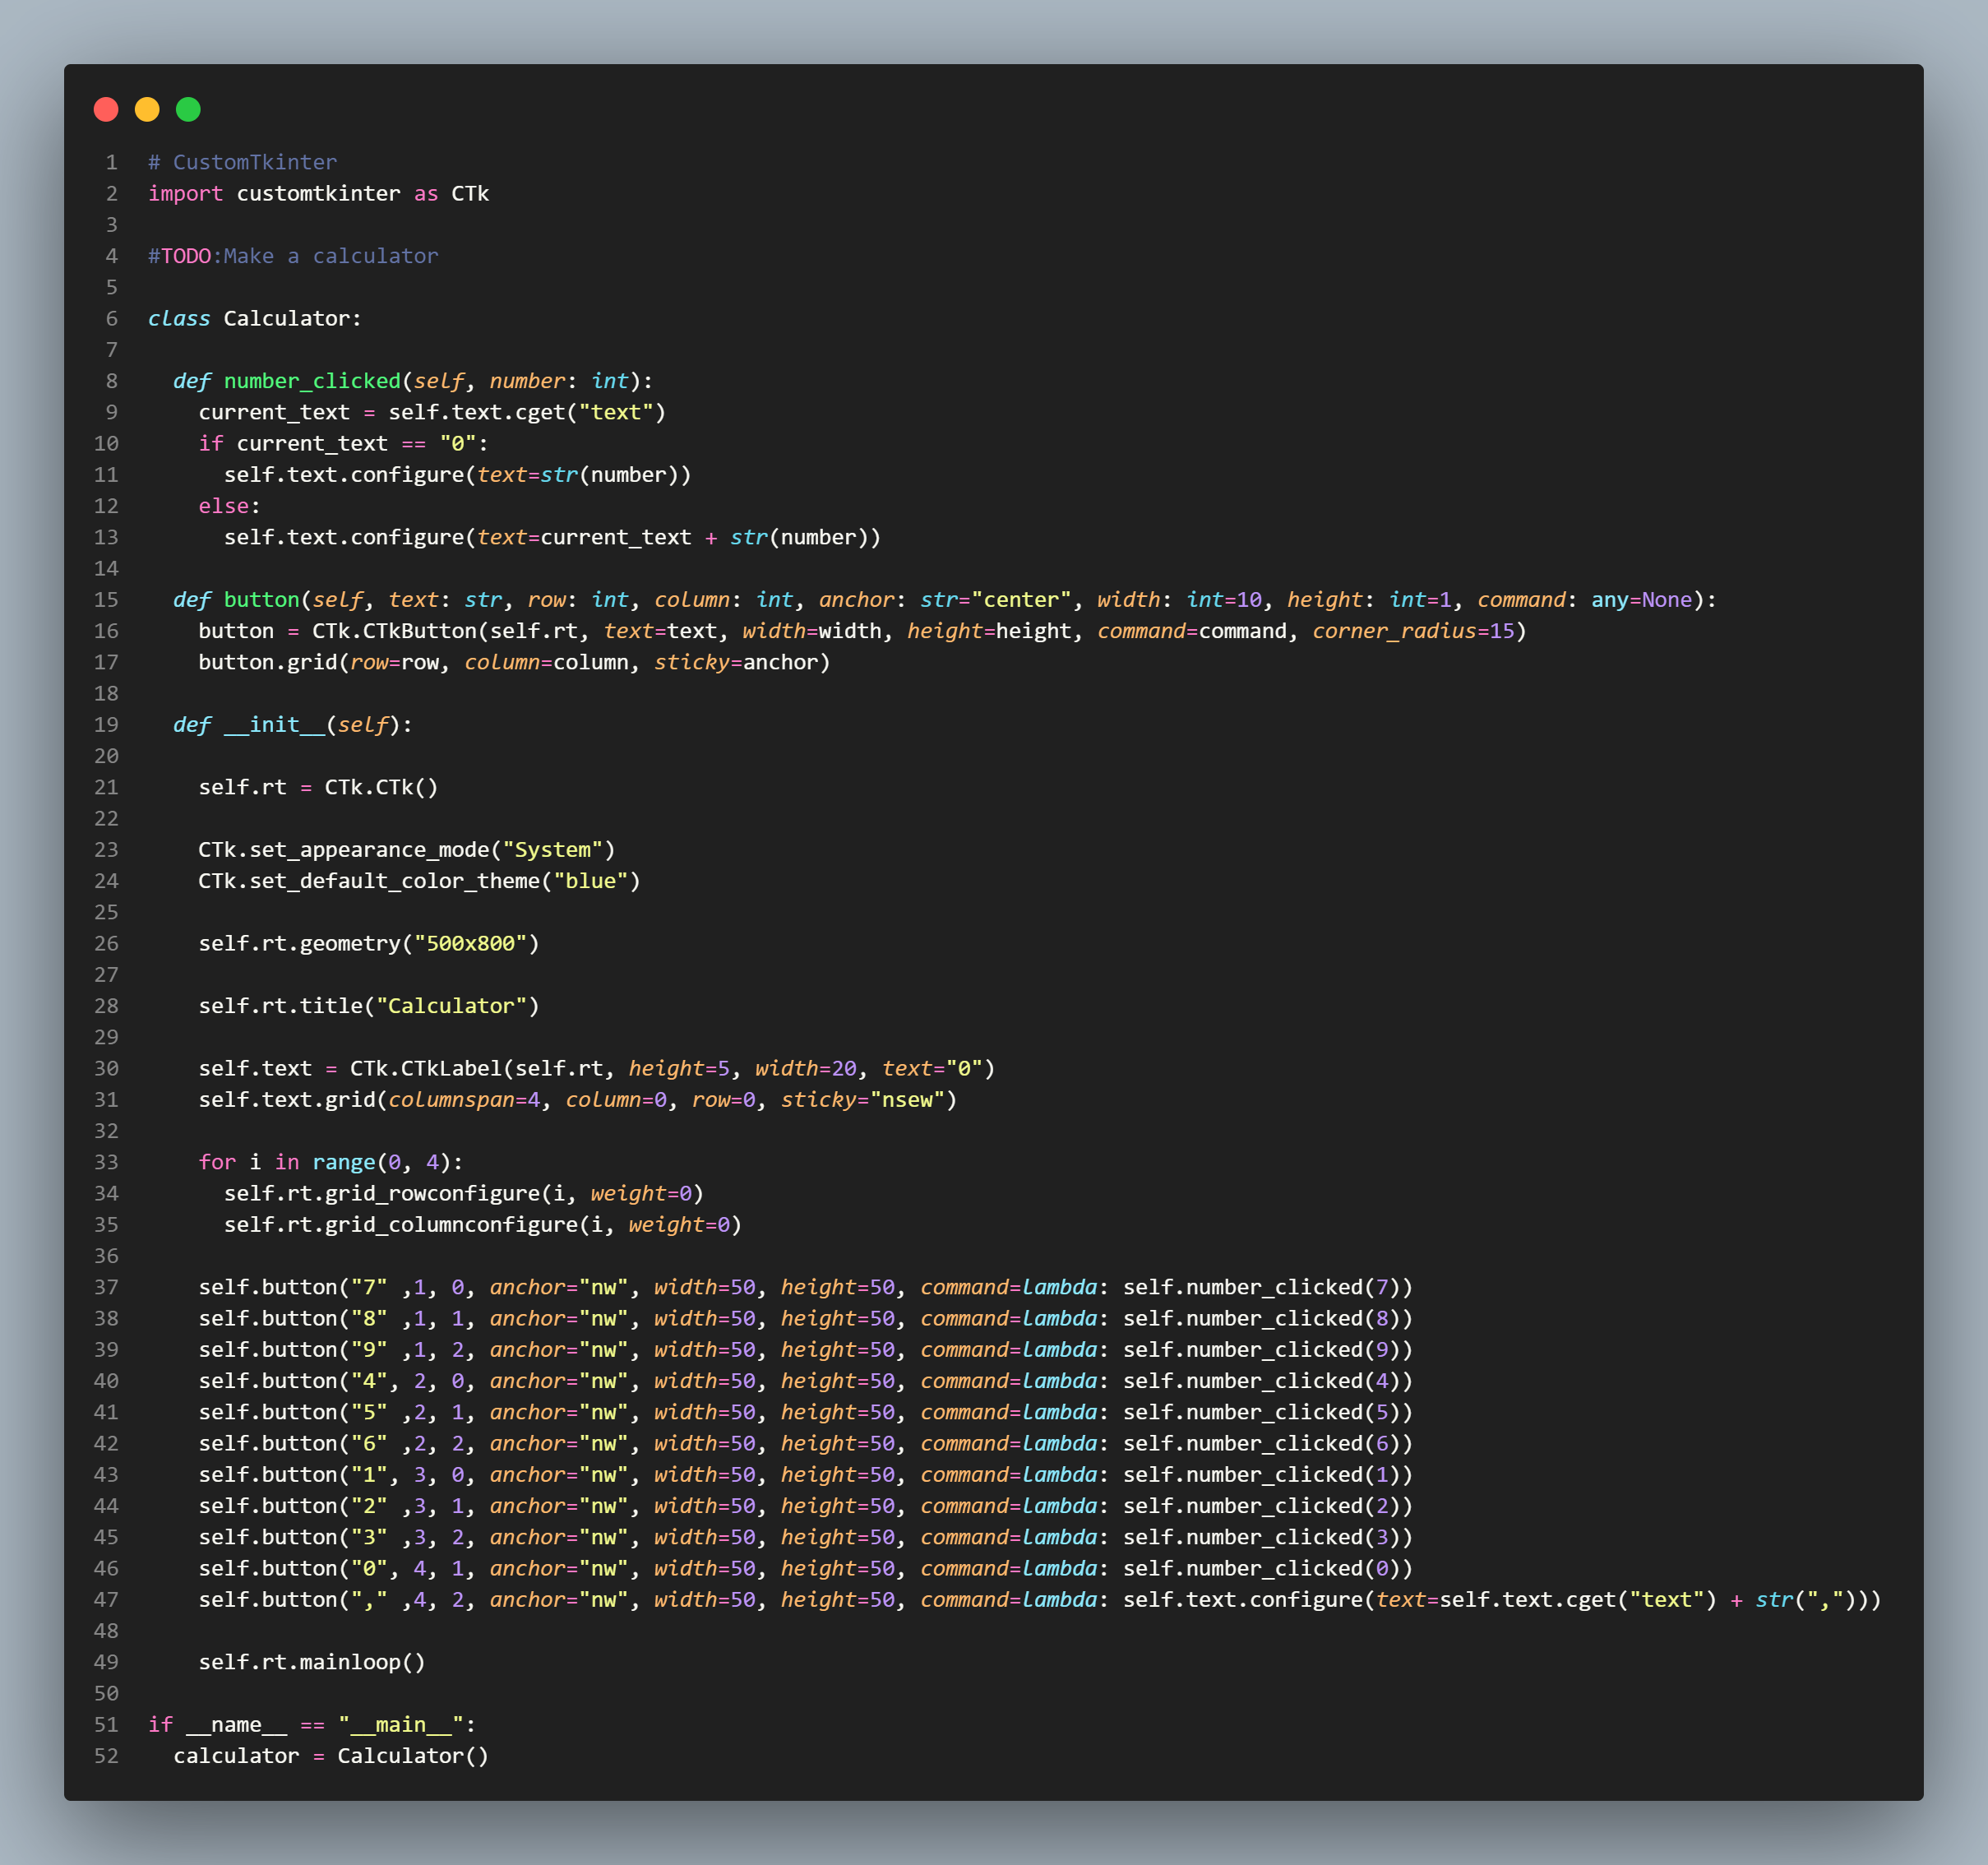 1 # CustomTkinter
2 import customtkinter as CTk
3
4 #TODO:Make a calculator
5
6 class Calculator:
7
8   def number_clicked(self, number: int):
9     current_text = self.text.cget("text")
10     if current_text == "0":
11       self.text.configure(text=str(number))
12     else:
13       self.text.configure(text=current_text + str(number))
14
15   def button(self, text: str, row: int, column: int, anchor: str="center", width: int=10, height: int=1, command: any=None):
16     button = CTk.CTkButton(self.rt, text=text, width=width, height=height, command=command, corner_radius=15)
17     button.grid(row=row, column=column, sticky=anchor)
18
19   def __init__(self):
20
21     self.rt = CTk.CTk()
22
23     CTk.set_appearance_mode("System")
24     CTk.set_default_color_theme("blue")
25
26     self.rt.geometry("500x800")
27
28     self.rt.title("Calculator")
29
30     self.text = CTk.CTkLabel(self.rt, height=5, width=20, text="0")
31     self.text.grid(columnspan=4, column=0, row=0, sticky="nsew")
32
33     for i in range(0, 4):
34       self.rt.grid_rowconfigure(i, weight=0)
35       self.rt.grid_columnconfigure(i, weight=0)
36
37     self.button("7" ,1, 0, anchor="nw", width=50, height=50, command=lambda: self.number_clicked(7))
38     self.button("8" ,1, 1, anchor="nw", width=50, height=50, command=lambda: self.number_clicked(8))
39     self.button("9" ,1, 2, anchor="nw", width=50, height=50, command=lambda: self.number_clicked(9))
40     self.button("4", 2, 0, anchor="nw", width=50, height=50, command=lambda: self.number_clicked(4))
41     self.button("5" ,2, 1, anchor="nw", width=50, height=50, command=lambda: self.number_clicked(5))
42     self.button("6" ,2, 2, anchor="nw", width=50, height=50, command=lambda: self.number_clicked(6))
43     self.button("1", 3, 0, anchor="nw", width=50, height=50, command=lambda: self.number_clicked(1))
44     self.button("2" ,3, 1, anchor="nw", width=50, height=50, command=lambda: self.number_clicked(2))
45     self.button("3" ,3, 2, anchor="nw", width=50, height=50, command=lambda: self.number_clicked(3))
46     self.button("0", 4, 1, anchor="nw", width=50, height=50, command=lambda: self.number_clicked(0))
47     self.button("," ,4, 2, anchor="nw", width=50, height=50, command=lambda: self.text.configure(text=self.text.cget("text") + str(",")))
48
49     self.rt.mainloop()
50
51 if __name__ == "__main__":
52   calculator = Calculator()